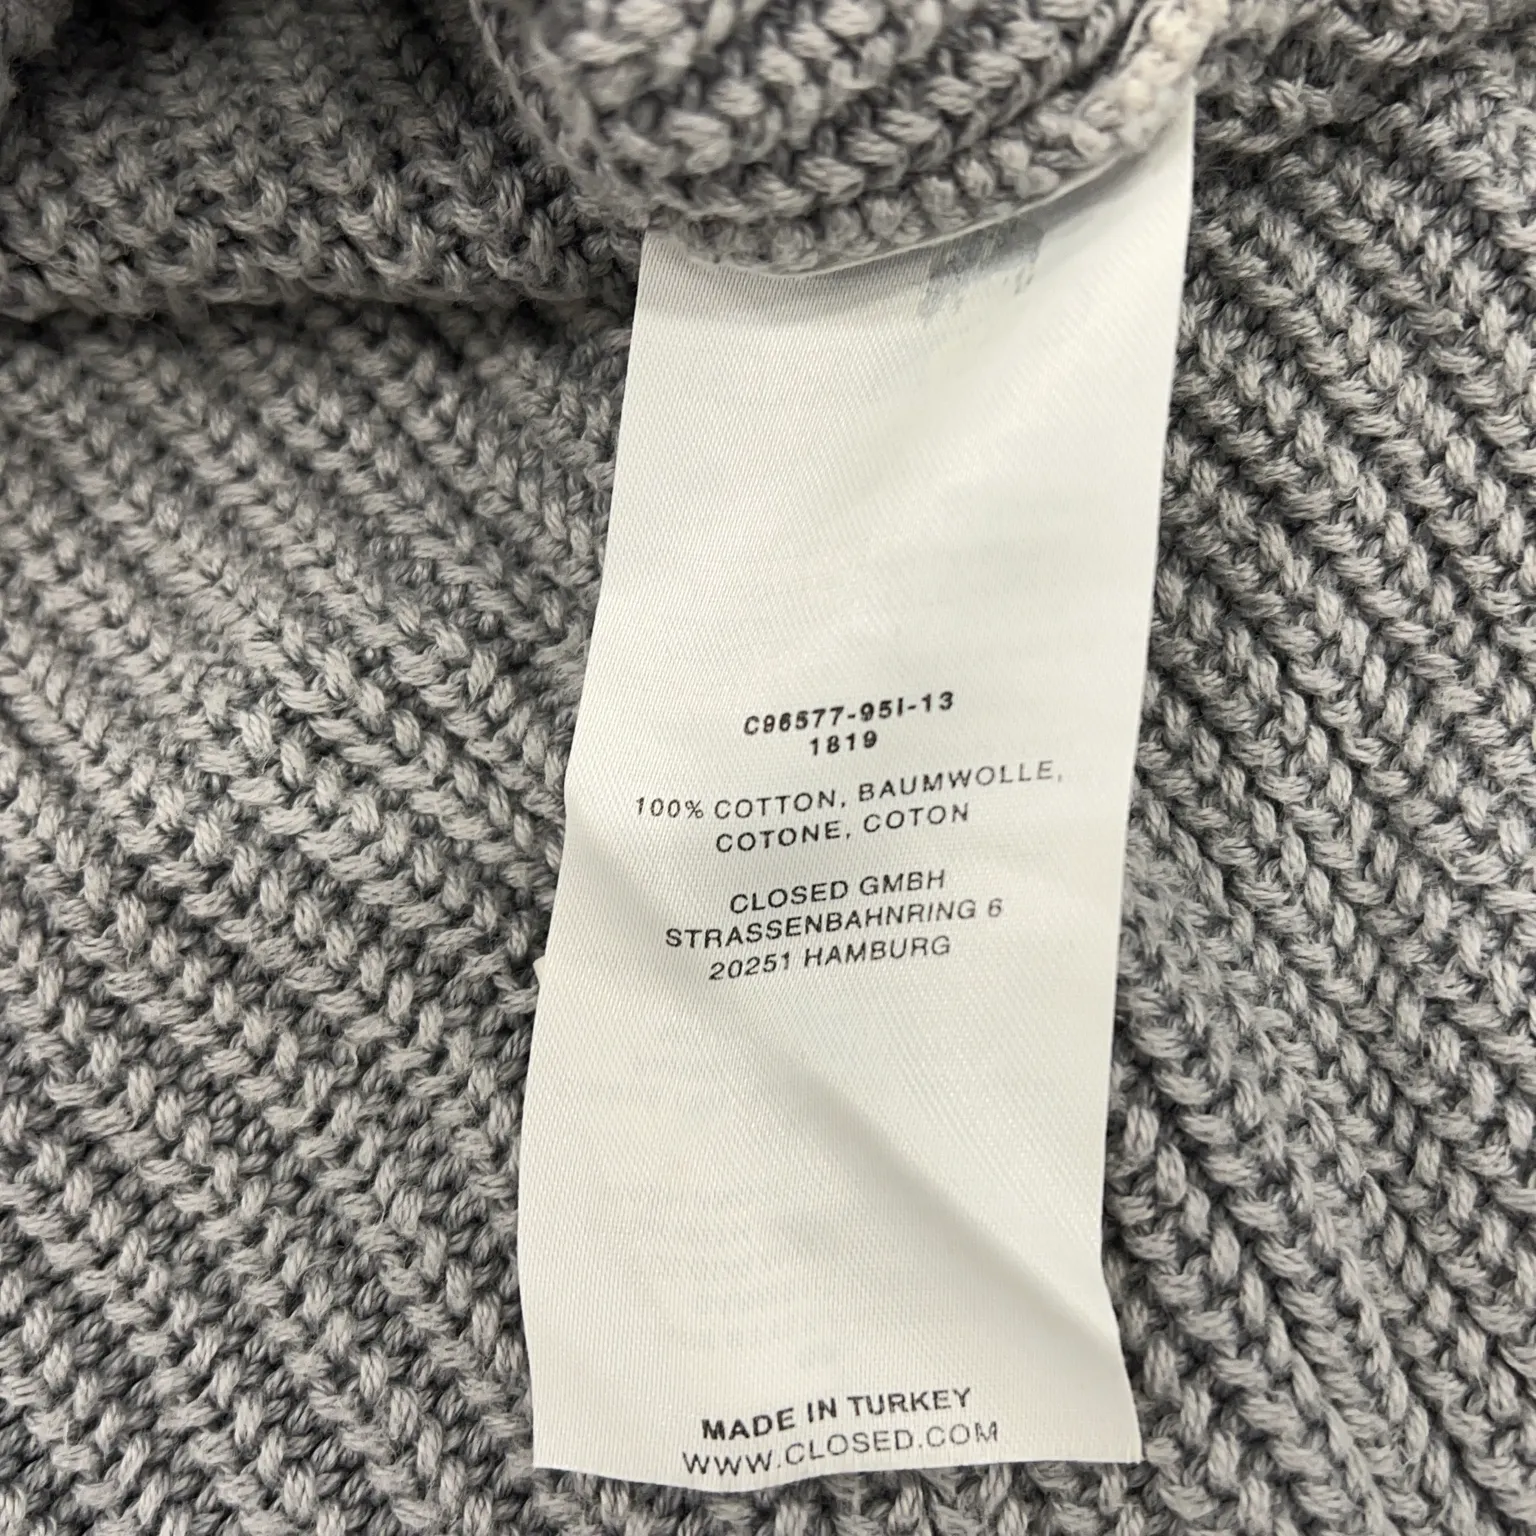 C96577-95I-13
1819
100% COTTON, BAUMWOLLE,
COTONE, COTON
CLOSED GMBH
STRASSENBAHNRING 6
20251 HAMBURG
MADE IN TURKEY
WWW.CLOSED.COM